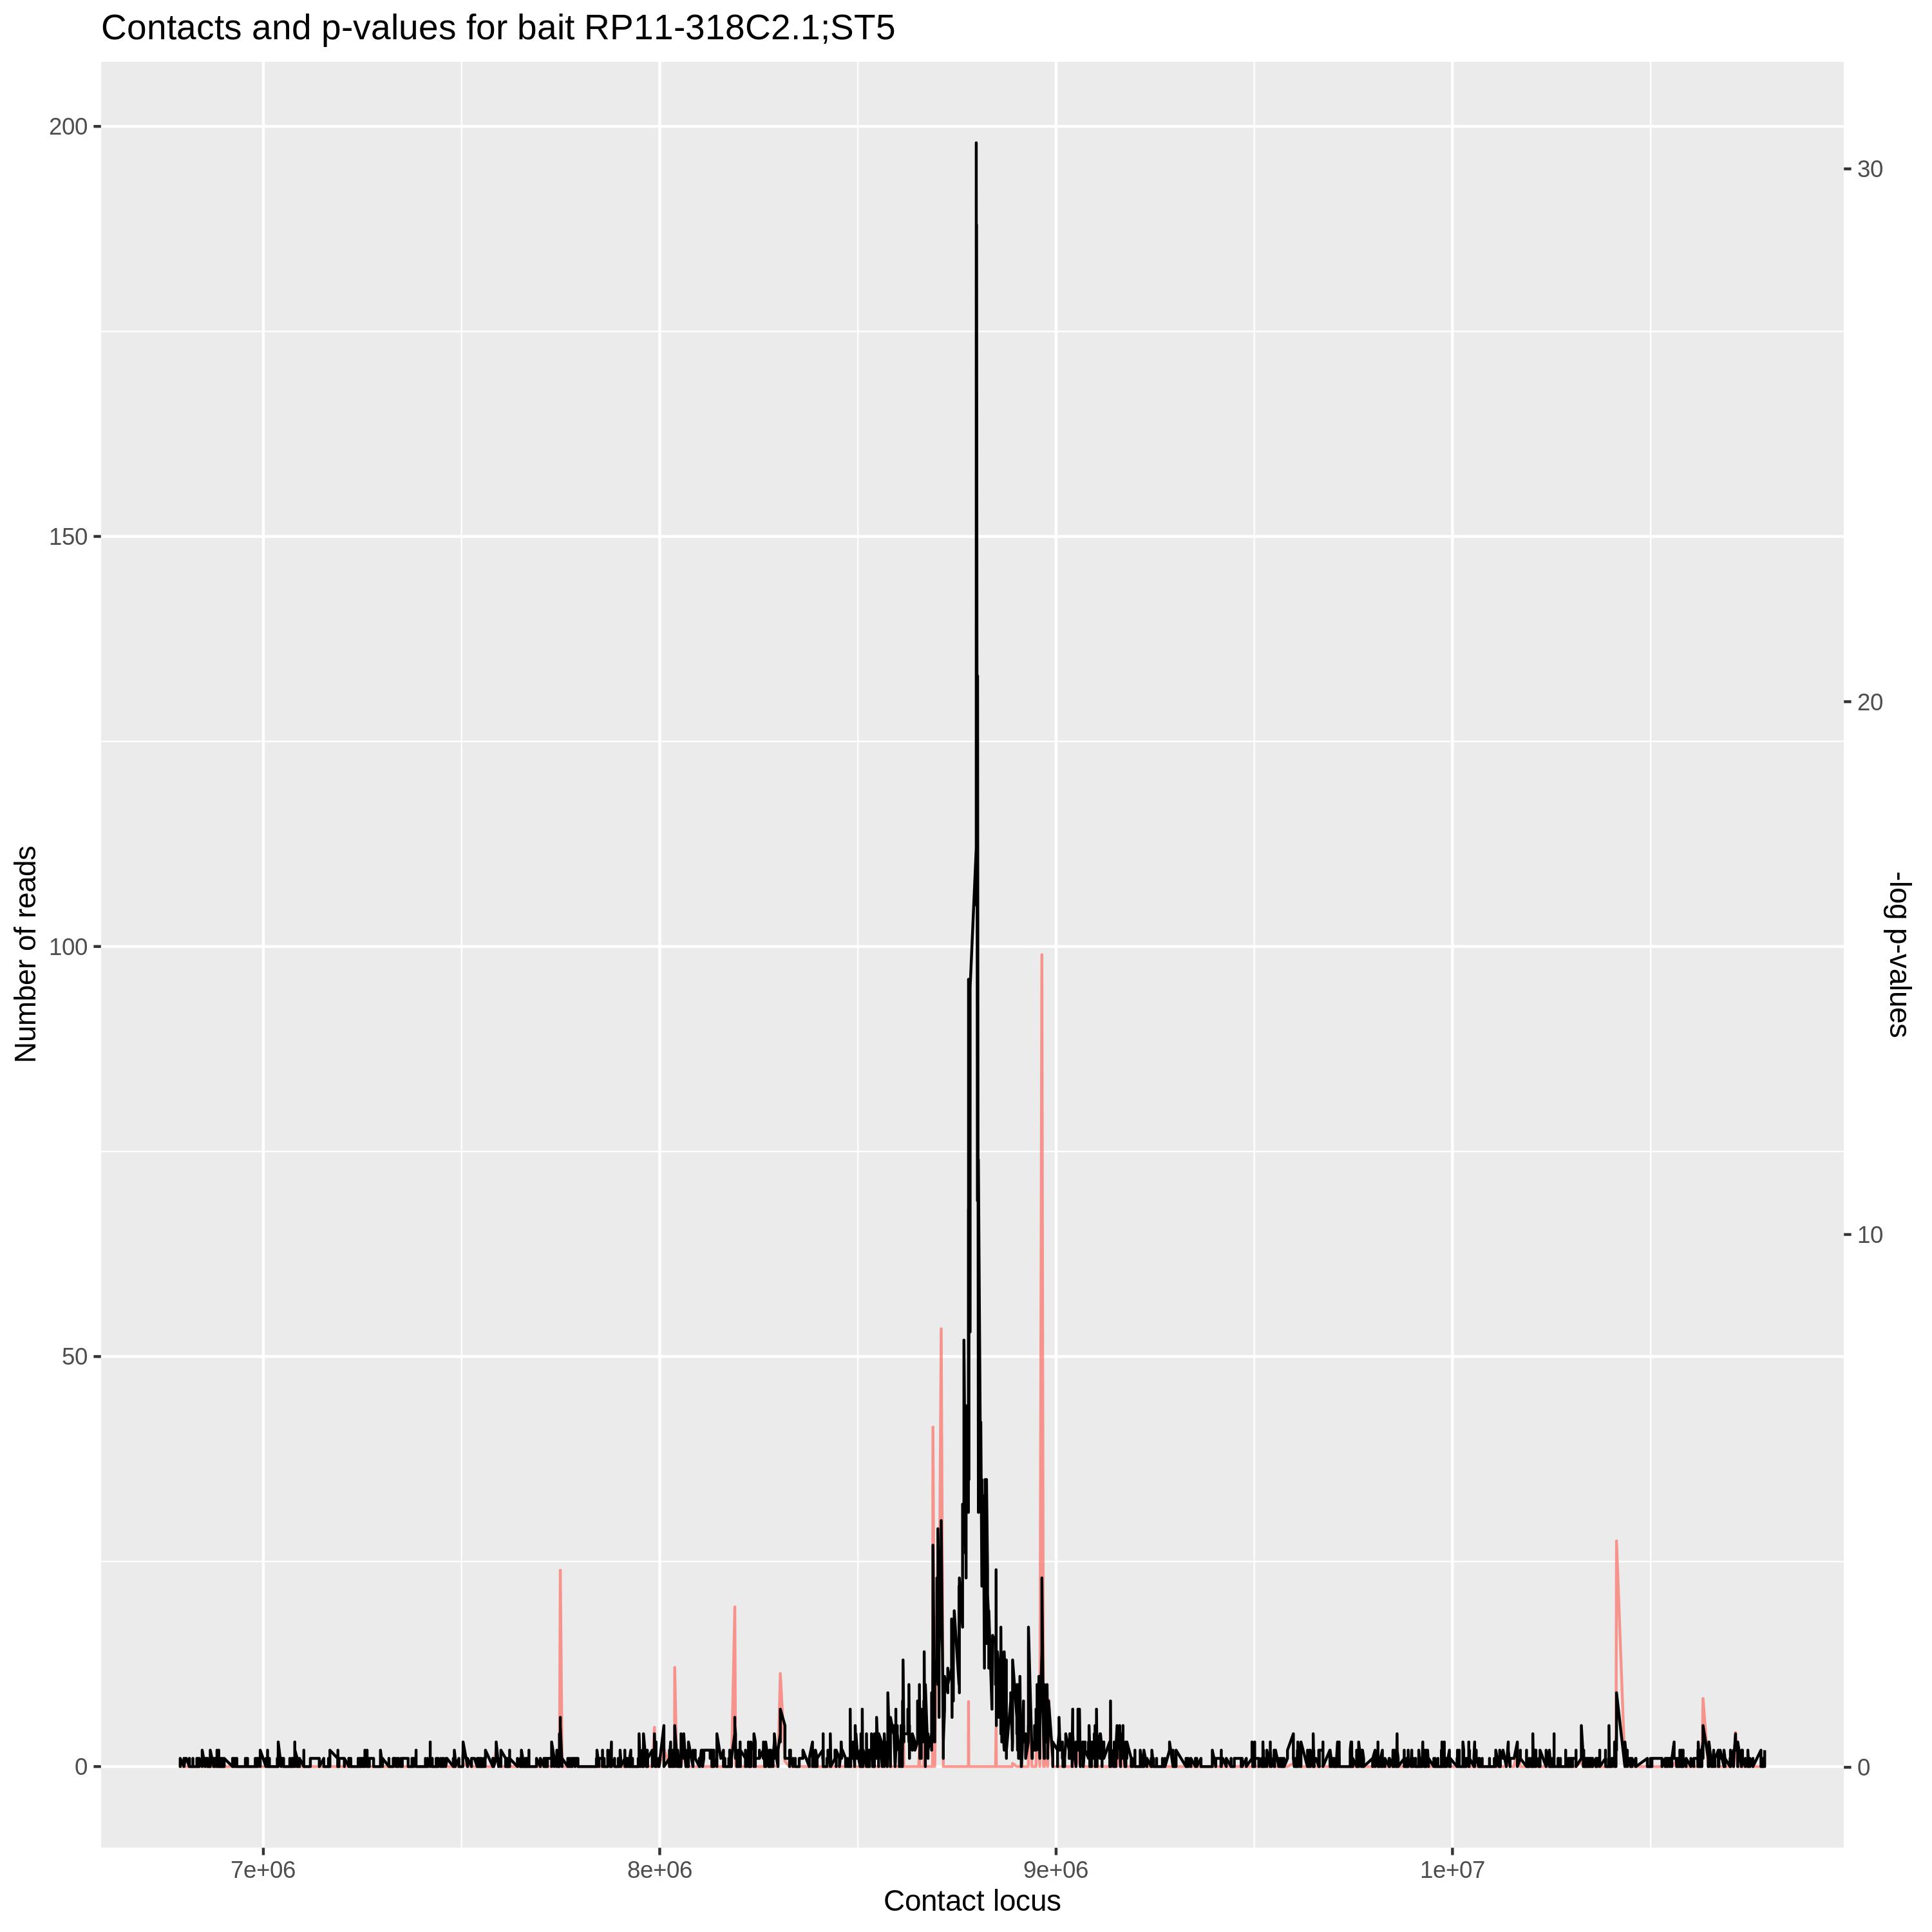 Contacts and p-values for bait RP11-318C2.1;ST5
200
150
100
50
0
Number of reads
30
20
10
0
-log p-values
7e+06
8e+06
9e+06
1e+07
Contact locus